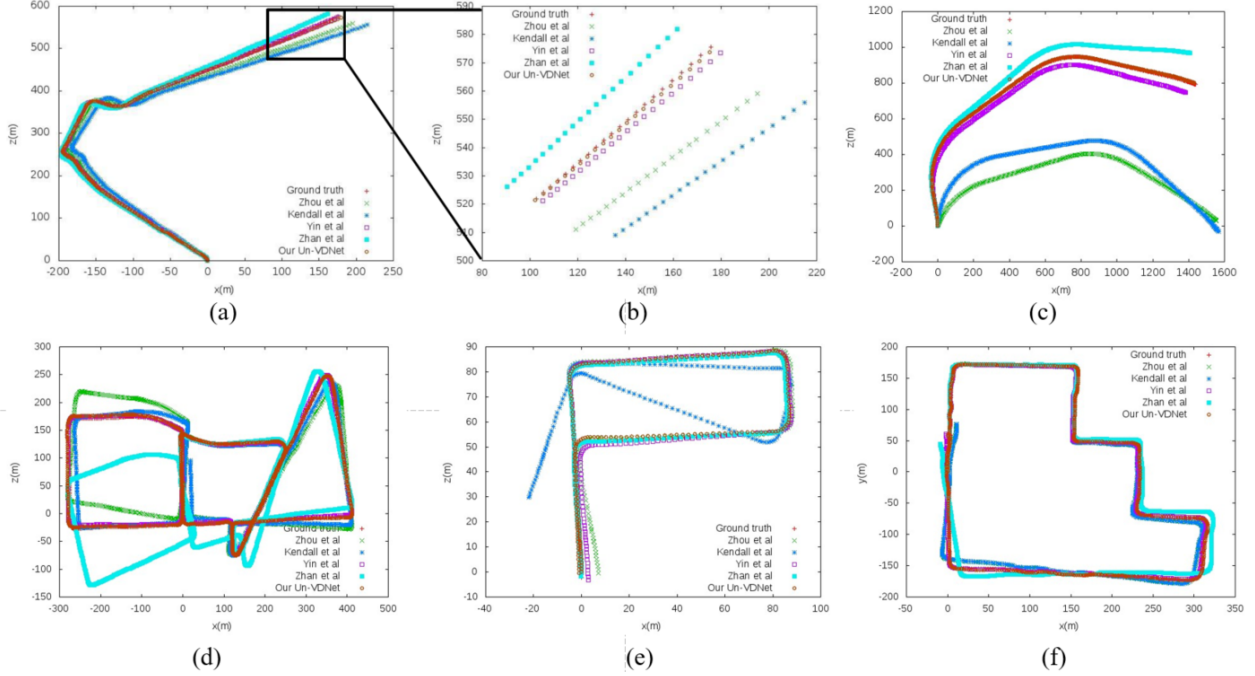 600
500
400
300
200
100
0
z(m)
-200 -150 -100 -50 0 50 100 150 200 250
x(m)
Ground truth
Zhou et al
Kendall et al
Yin et al
Zhan et al
Our Un-VDNet
(a)
590
580
570
560
550
540
530
520
510
500
z(m)
80 100 120 140 160 180 200 220
x(m)
Ground truth
Zhou et al
Kendall et al
Yin et al
Zhan et al
Our Un-VDNet
(b)
1200
1000
800
600
400
200
0
-200
z(m)
-200 0 200 400 600 800 1000 1200 1400 1600
x(m)
Ground truth
Zhou et al
Kendall et al
Yin et al
Zhan et al
Our Un-VDNet
(c)
300
250
200
150
100
50
0
-50
-100
-150
z(m)
-300 -200 -100 0 100 200 300 400 500
x(m)
Ground truth
Zhou et al
Kendall et al
Yin et al
Zhan et al
Our Un-VDNet
(d)
90
80
70
60
50
40
30
20
10
0
-10
z(m)
-40 -20 0 20 40 60 80 100
x(m)
Ground truth
Zhou et al
Kendall et al
Yin et al
Zhan et al
Our Un-VDNet
(e)
200
150
100
50
0
-50
-100
-150
-200
y(m)
-50 0 50 100 150 200 250 300 350
x(m)
Ground truth
Zhou et al
Kendall et al
Yin et al
Zhan et al
Our Un-VDNet
(f)